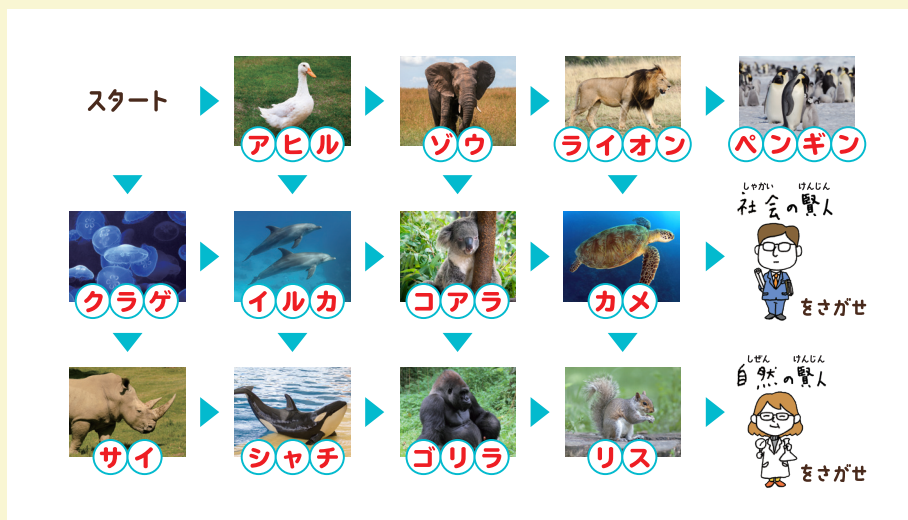 スタート
アヒル
ゾウ
ライオン
ペンギン
クラゲ
イルカ
コアラ
カメ
しゃかい けんじん
社会の賢人
をさがせ
サイ
シャチ
ゴリラ
リス
しぜん けんじん
自然の賢人
をさがせ